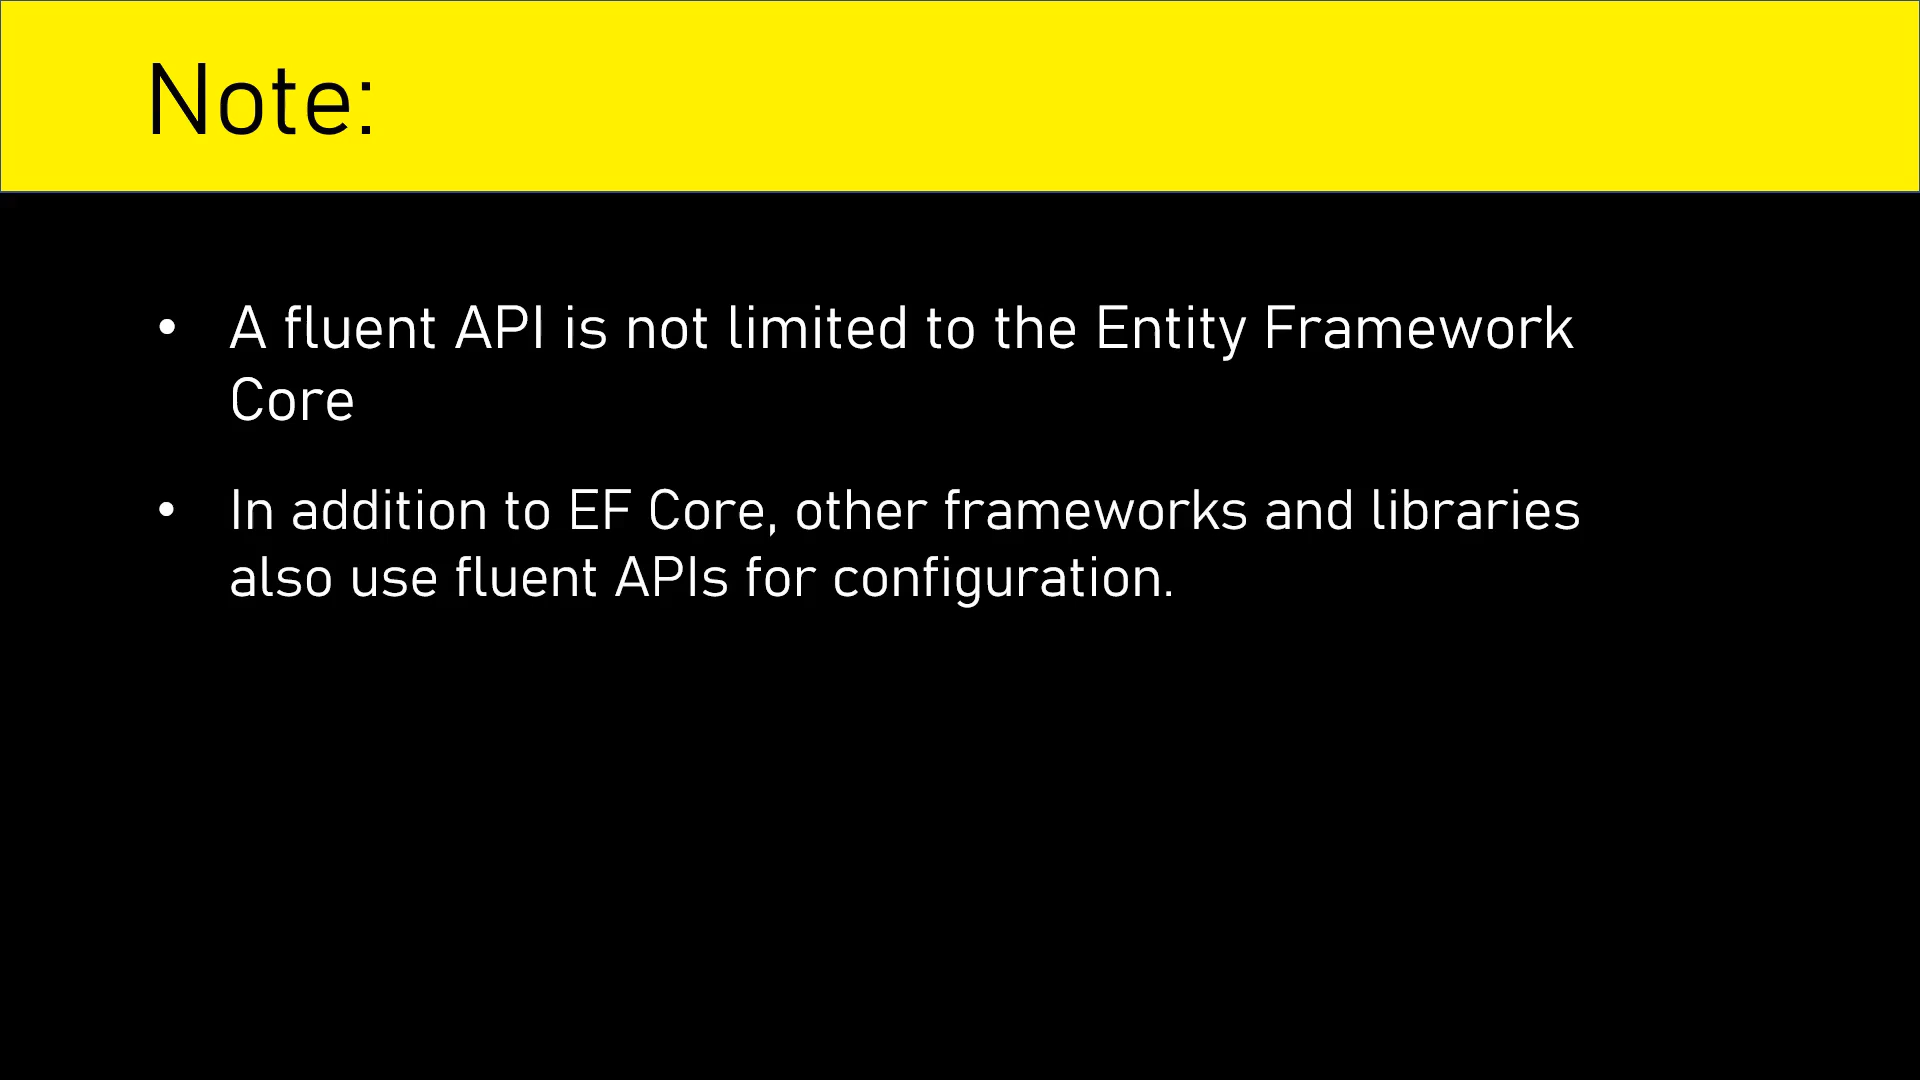 Note:
• A fluent API is not limited to the Entity Framework
Core
• In addition to EF Core, other frameworks and libraries
also use fluent APIs for configuration.